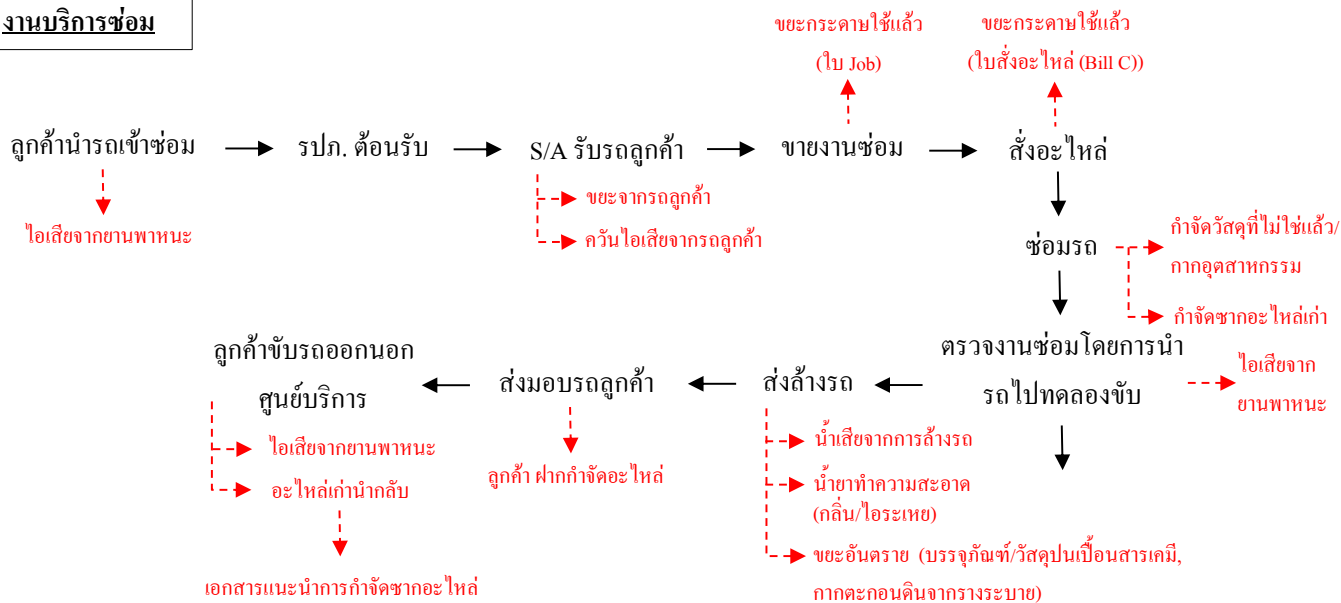 งานบริการซ่อม
ขยะกระดาษใช้แล้ว
(ใบ Job)
ขยะกระดาษใช้แล้ว
(ใบสั่งอะไหล่ (Bill C))
ลูกค้านำรถเข้าซ่อม
รปภ. ต้อนรับ
S/A รับรถลูกค้า
ขายงานซ่อม
สั่งอะไหล่
ไอเสียจากยานพาหนะ
ขยะจากรถลูกค้า
ควันไอเสียจากรถลูกค้า
ซ่อมรถ
กำจัดวัสดุที่ไม่ใช่แล้ว/
กากอุตสาหกรรม
กำจัดซากอะไหล่เก่า
ตรวจงานซ่อมโดยการนำ
รถไปทดลองขับ
ไอเสียจาก
ยานพาหนะ
ส่งล้างรถ
ส่งมอบรถลูกค้า
ลูกค้าขับรถออกนอก
ศูนย์บริการ
น้ำเสียจากการล้างรถ
น้ำยาทำความสะอาด
(กลิ่น/ไอระเหย)
ขยะอันตราย (บรรจุภัณฑ์/วัสดุปนเปื้อนสารเคมี,
กากตะกอนดินจากรางระบาย)
ลูกค้า ฝากกำจัดอะไหล่
ไอเสียจากยานพาหนะ
อะไหล่เก่านำกลับ
เอกสารแนะนำการกำจัดซากอะไหล่